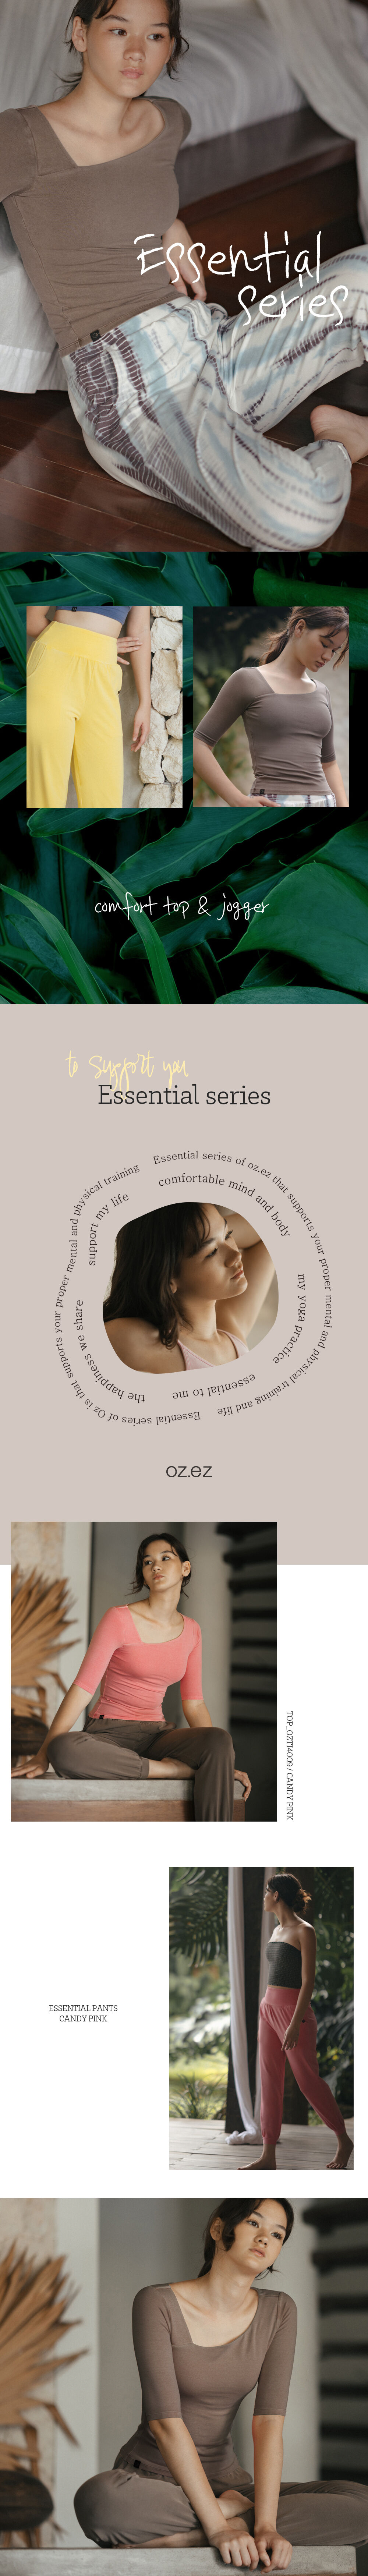 Essential
series
comfort top & jogger
to support you
Essential series
Essential series of oz.ez that supports your proper mental and physical training and life
Essential series of Oz is that supports your proper mental and physical training
comfortable mind and body
my yoga practice
essential to me
the happiness we share
support my life
oz.ez
TOP_OZT14009 / CANDY PINK
ESSENTIAL PANTS
CANDY PINK